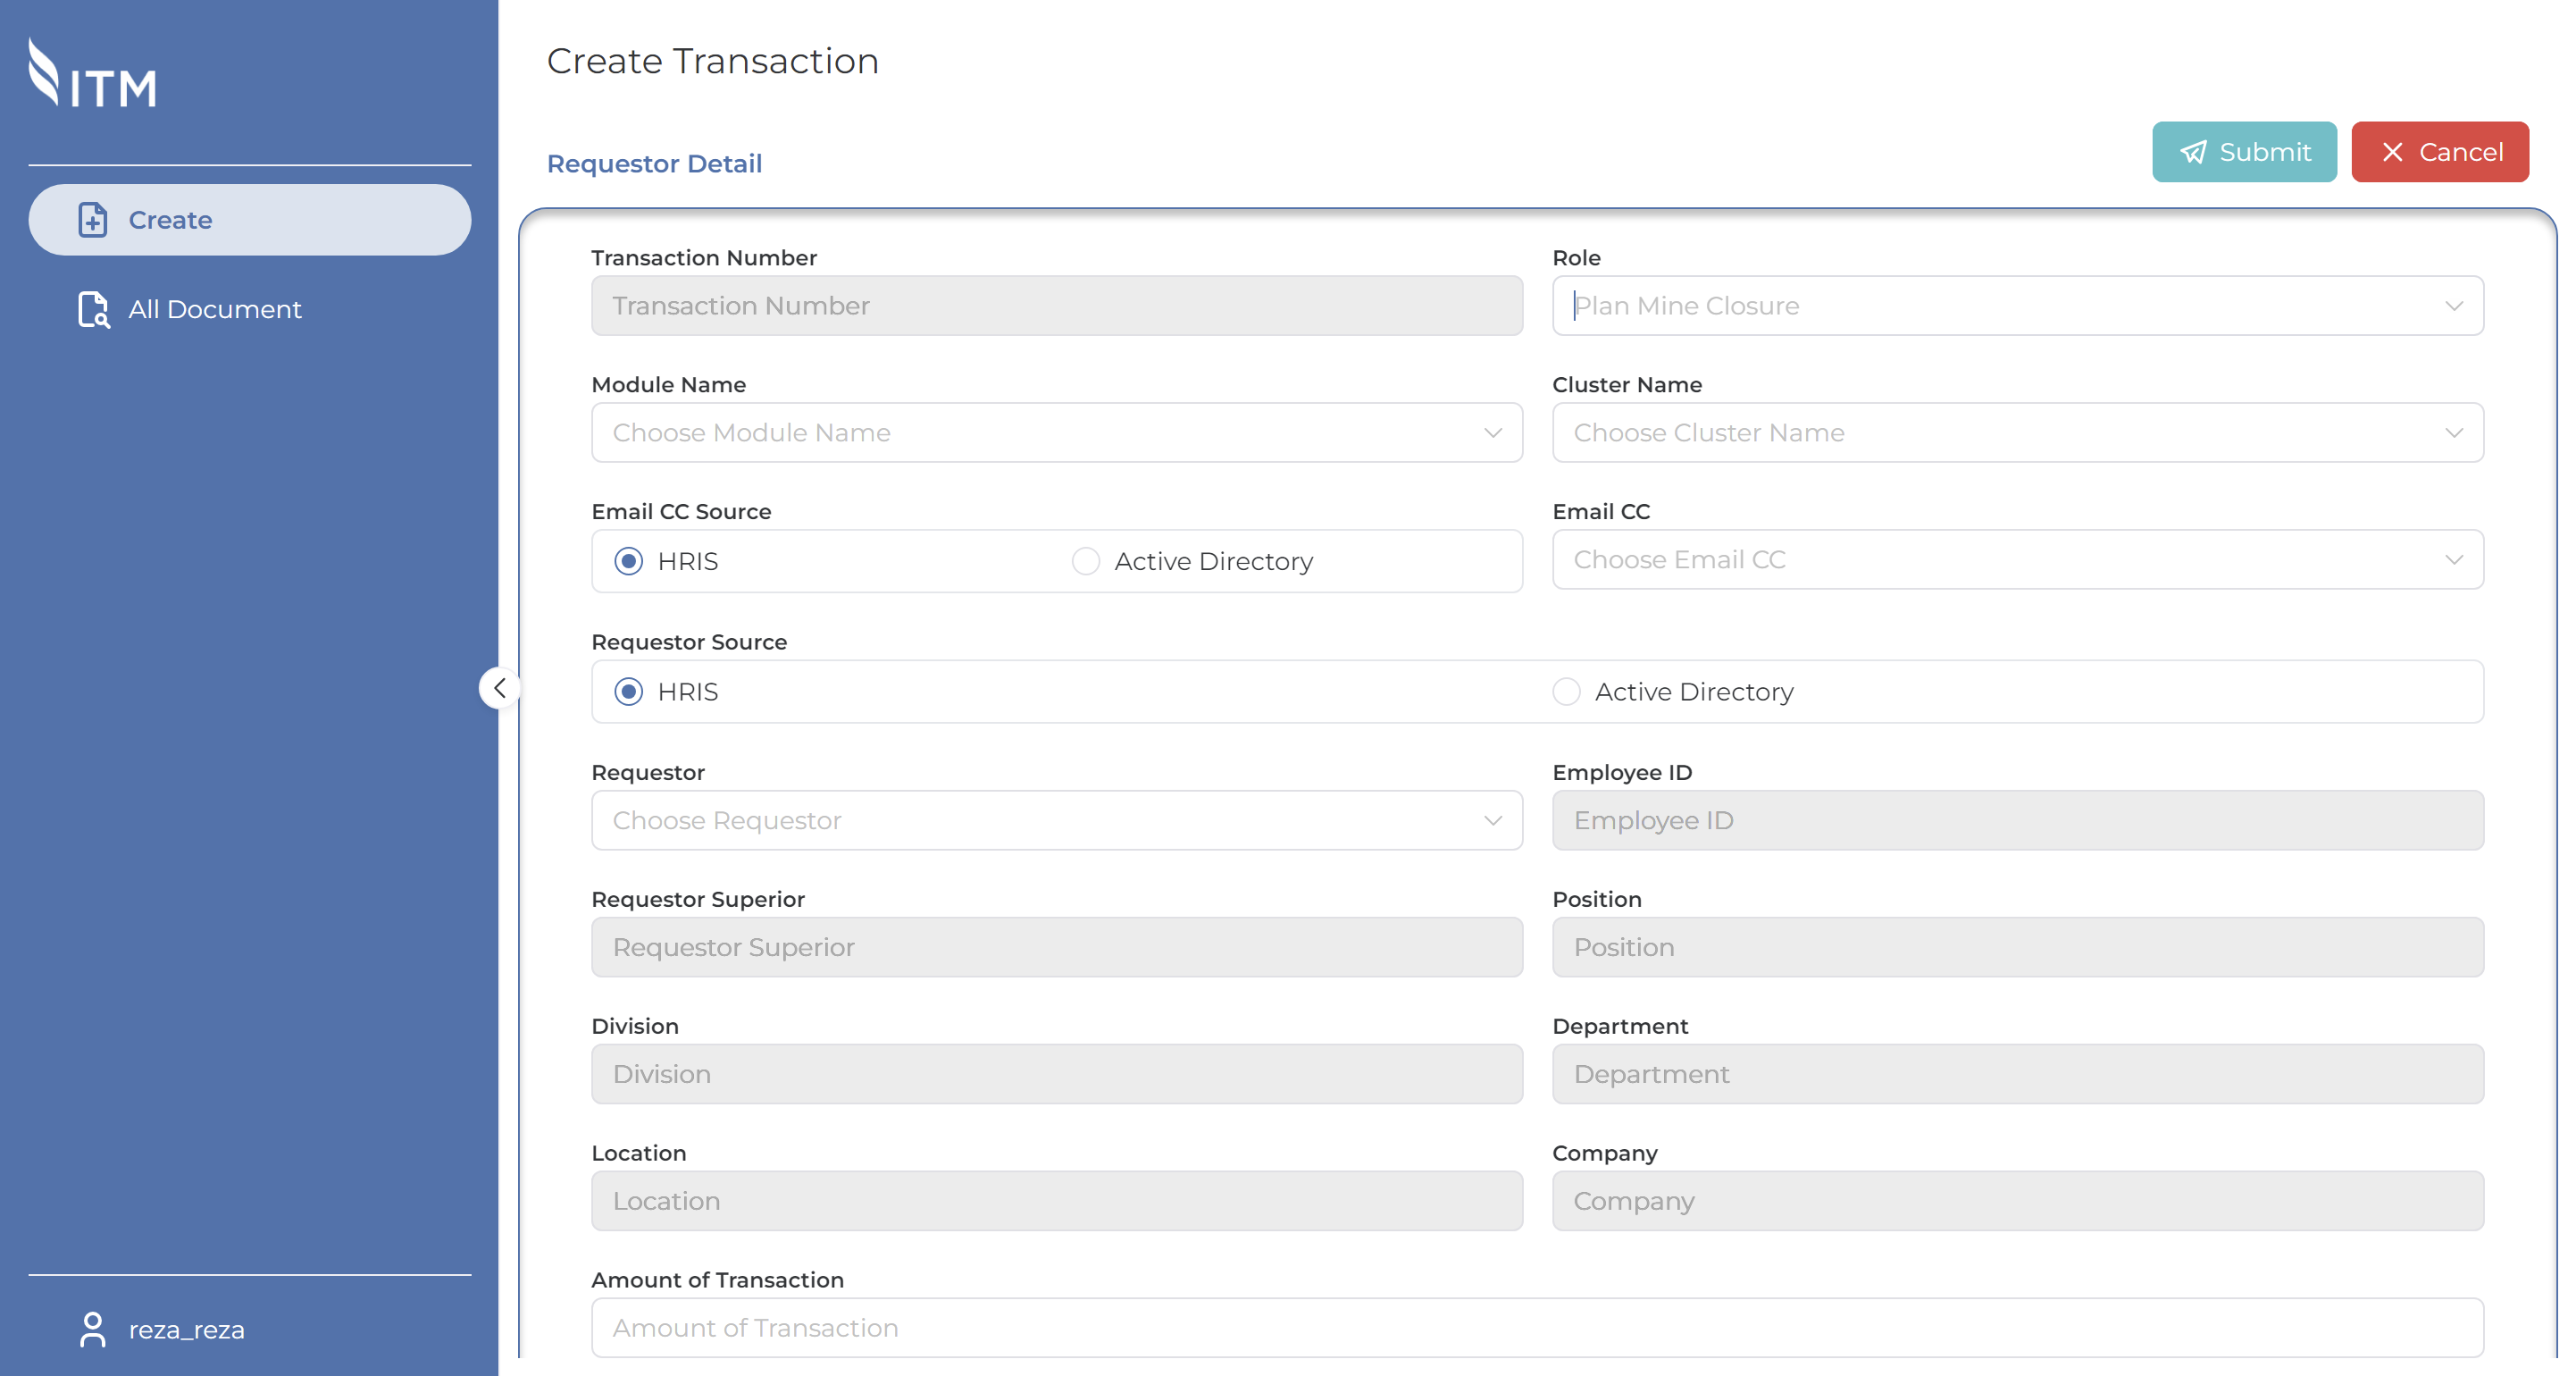 ITM
Create
All Document
reza_reza
Create Transaction
Requestor Detail
Submit
Cancel
Transaction Number
Transaction Number
Role
Plan Mine Closure
Module Name
Choose Module Name
Cluster Name
Choose Cluster Name
Email CC Source
HRIS
Active Directory
Email CC
Choose Email CC
Requestor Source
HRIS
Active Directory
Requestor
Choose Requestor
Employee ID
Employee ID
Requestor Superior
Requestor Superior
Position
Position
Division
Division
Department
Department
Location
Location
Company
Company
Amount of Transaction
Amount of Transaction